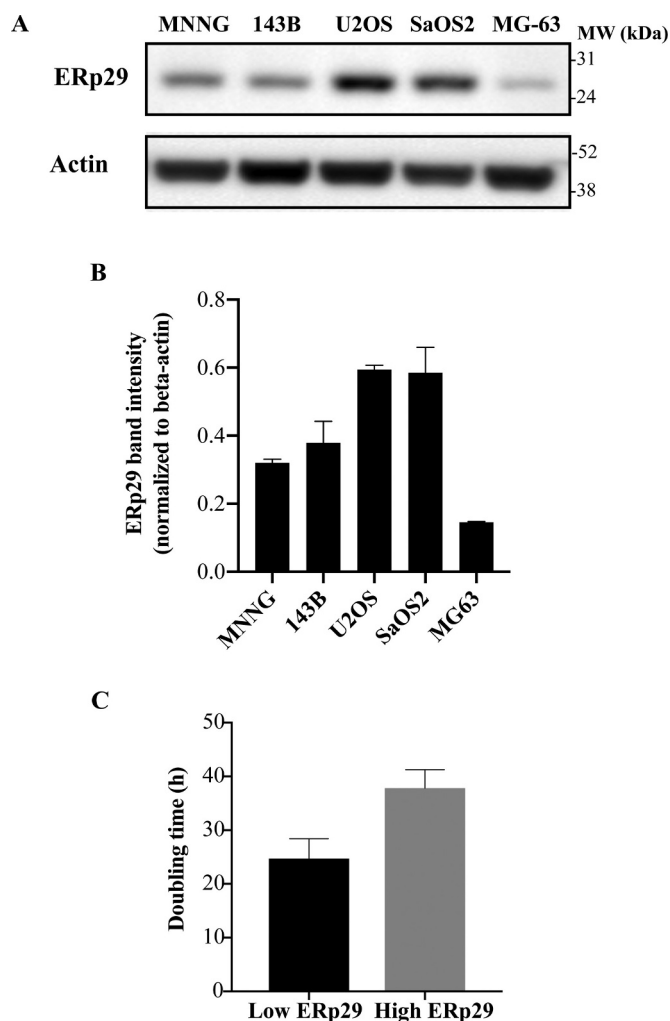 A
MNNG 143B U2OS SaOS2 MG-63 MW (kDa)
ERp29
-31
-24
Actin
-52
-38
B
ERp29 band intensity
(normalized to beta-actin)
0.8
0.6
0.4
0.2
0.0
MNNG 143B U2OS SaOS2 MG63
C
Doubling time (h)
50
40
30
20
10
0
Low ERp29 High ERp29